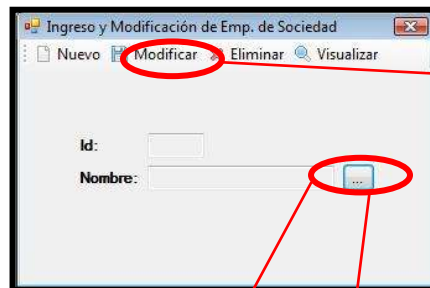 Ingreso y Modificación de Emp. de Sociedad
Nuevo Modificar Eliminar Visualizar
Id:
Nombre:
...